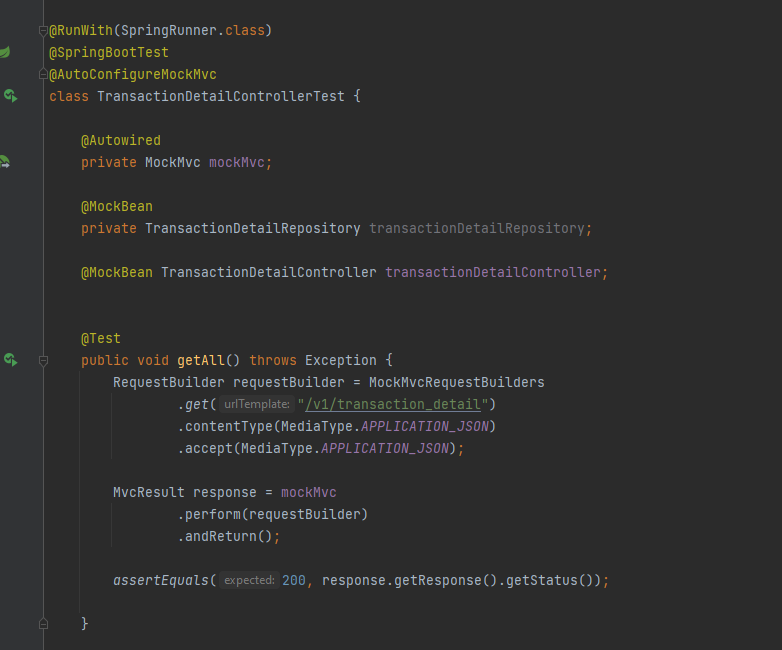 @RunWith(SpringRunner.class)
@SpringBootTest
@AutoConfigureMockMvc
class TransactionDetailControllerTest {
@Autowired
private MockMvc mockMvc;
@MockBean
private TransactionDetailRepository transactionDetailRepository;
@MockBean TransactionDetailController transactionDetailController;
@Test
public void getAll() throws Exception {
RequestBuilder requestBuilder = MockMvcRequestBuilders
.get( urlTemplate: "/v1/transaction_detail")
.contentType(MediaType.APPLICATION_JSON)
.accept(MediaType.APPLICATION_JSON);
MvcResult response = mockMvc
.perform(requestBuilder)
.andReturn();
assertEquals( expected: 200, response.getResponse().getStatus());
}